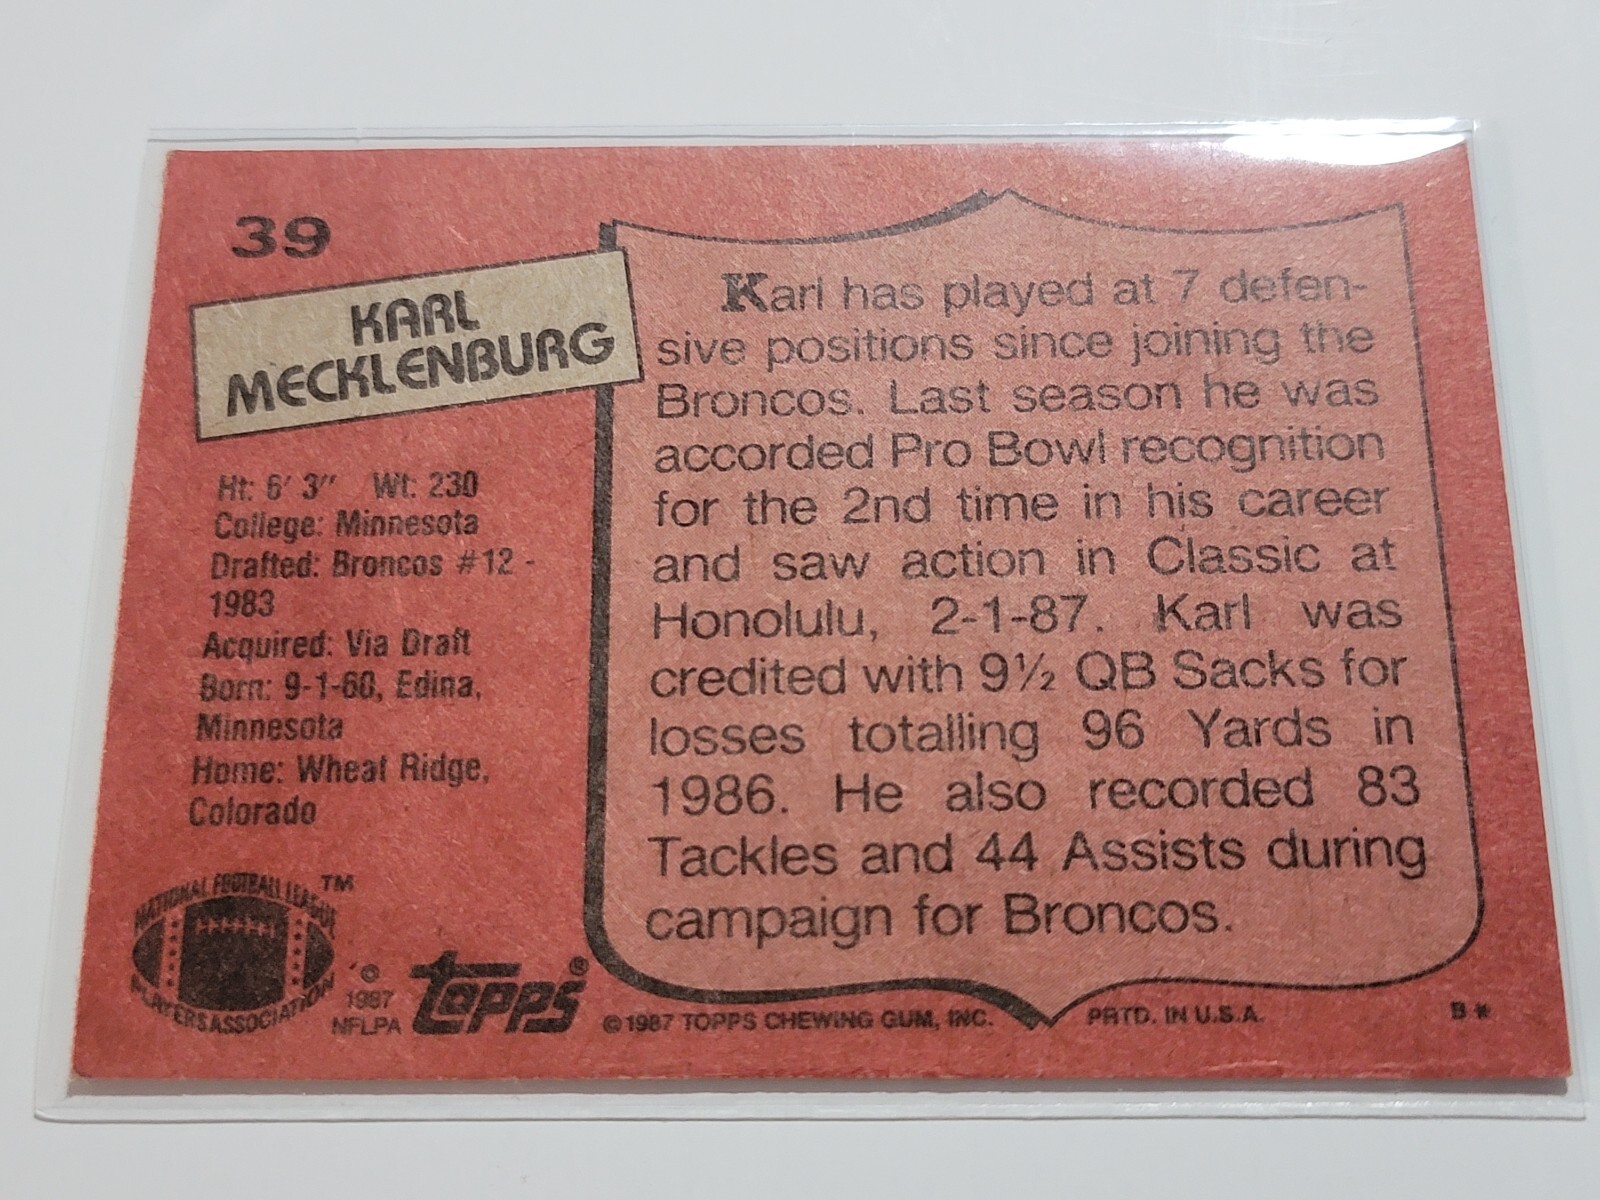 39
KARL
MECKLENBURG
Ht: 6' 3" Wt: 230
College: Minnesota
Drafted: Broncos #12 -
1983
Acquired: Via Draft
Born: 9-1-60, Edina,
Minnesota
Home: Wheat Ridge,
Colorado
Karl has played at 7 defen-
sive positions since joining the
Broncos. Last season he was
accorded Pro Bowl recognition
for the 2nd time in his career
and saw action in Classic at
Honolulu, 2-1-87. Karl was
credited with 9½ QB Sacks for
losses totalling 96 Yards in
1986. He also recorded 83
Tackles and 44 Assists during
campaign for Broncos.
NATIONAL FOOTBALL LEAGUE ™
PLAYERS ASSOCIATION
©
1987
NFLPA
topps®
©1987 TOPPS CHEWING GUM, INC. PRTD. IN U.S.A. B*